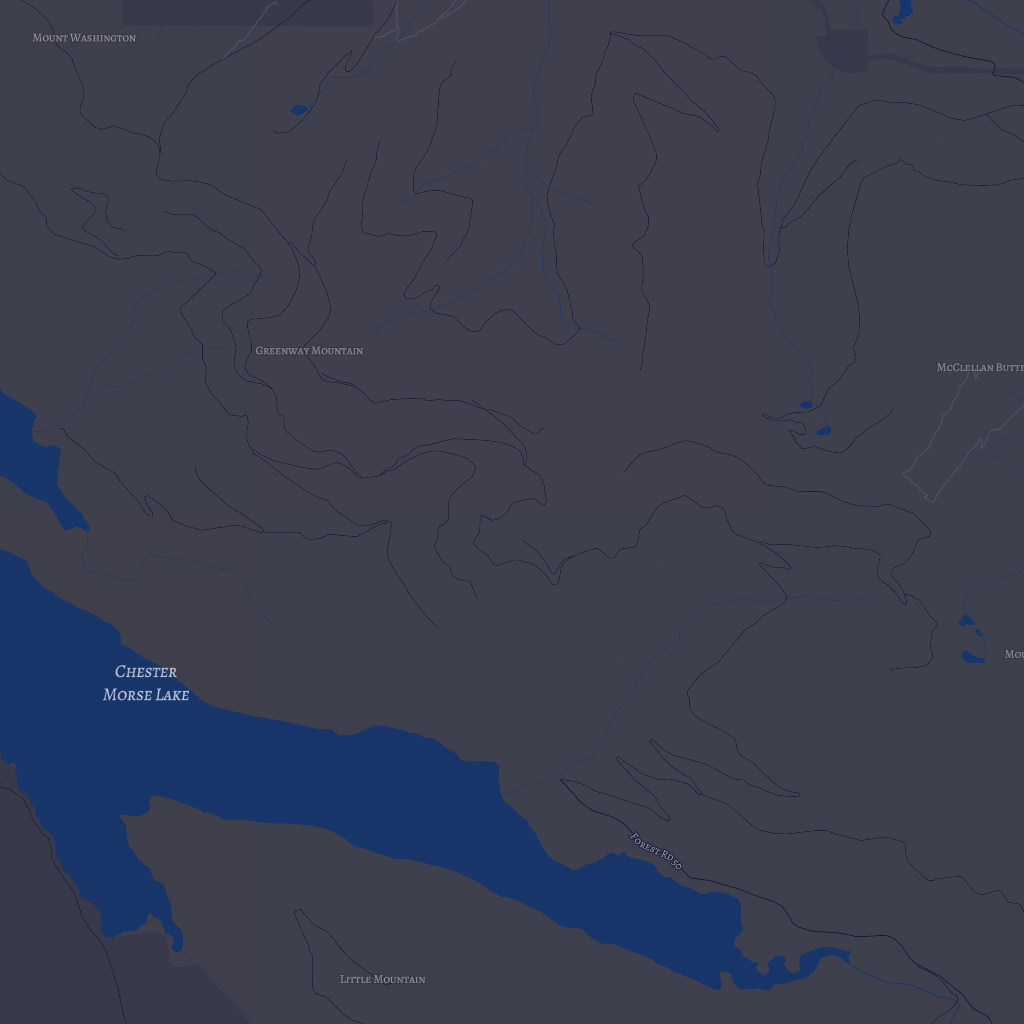 Mount Washington
Greenway Mountain
McClellan Butte
Chester
Morse Lake
Forest Rd 50
Little Mountain